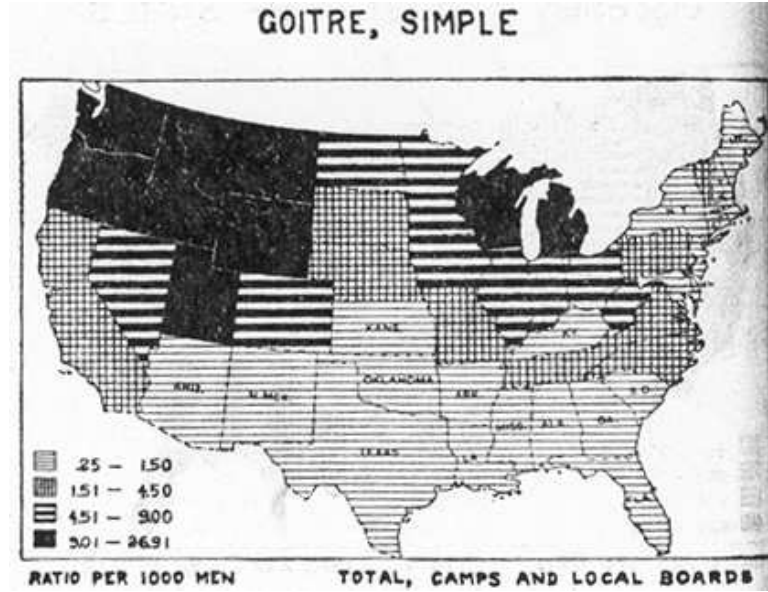 GOITRE, SIMPLE
KANS.
KY.
ARIZ.
N. MEX.
OKLAHOMA
ARK.
MISS.
ALA.
GA.
TEXAS
LA.
.25 – 1.50
1.51 – 4.50
4.51 – 9.00
9.01 – 26.91
RATIO PER 1000 MEN TOTAL, CAMPS AND LOCAL BOARDS